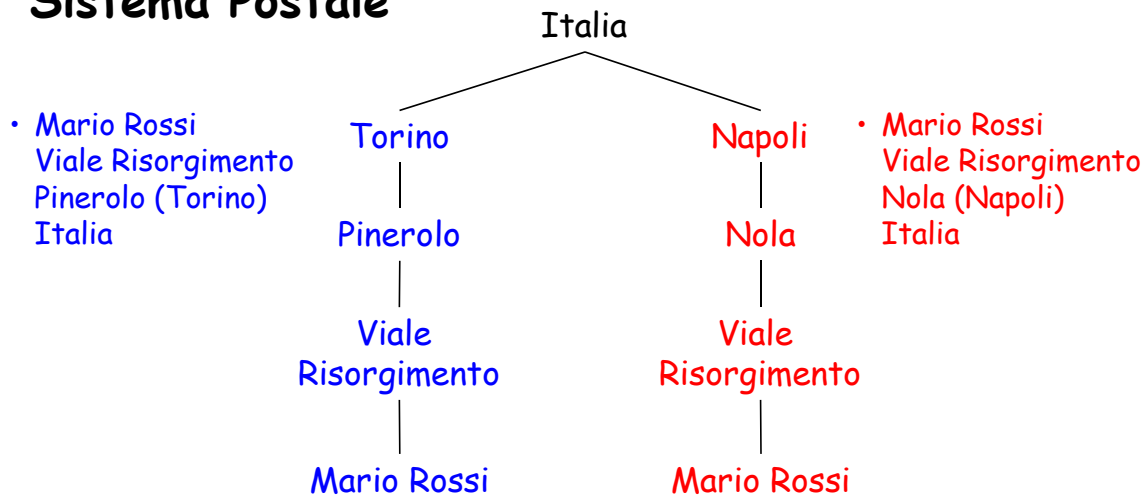 Sistema Postale
Italia
• Mario Rossi
Viale Risorgimento
Pinerolo (Torino)
Italia
Torino
Pinerolo
Viale
Risorgimento
Mario Rossi
Napoli
Nola
Viale
Risorgimento
Mario Rossi
• Mario Rossi
Viale Risorgimento
Nola (Napoli)
Italia